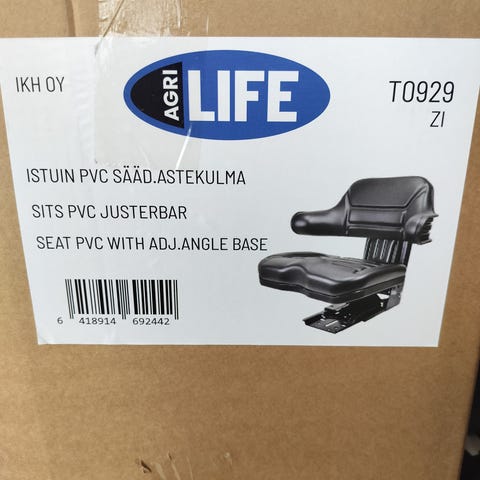 IKH OY
AGRI LIFE
T0929
ZI
ISTUIN PVC SÄÄD.ASTEKULMA
SITS PVC JUSTERBAR
SEAT PVC WITH ADJ.ANGLE BASE
6 418914 692442